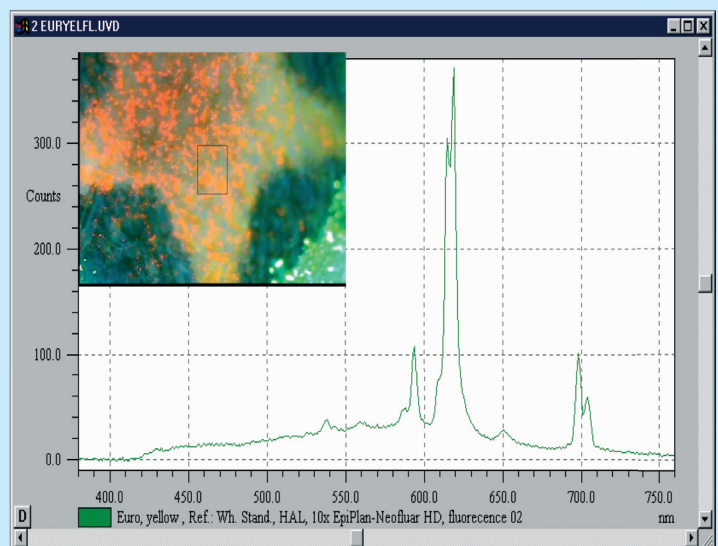 2 EURYELFL.UVD
300.0
Counts
200.0
100.0
0.0
400.0 450.0 500.0 550.0 600.0 650.0 700.0 750.0
D Euro, yellow , Ref.: Wh. Stand., HAL, 10x EpiPlan-Neofluar HD, fluorecence 02 nm